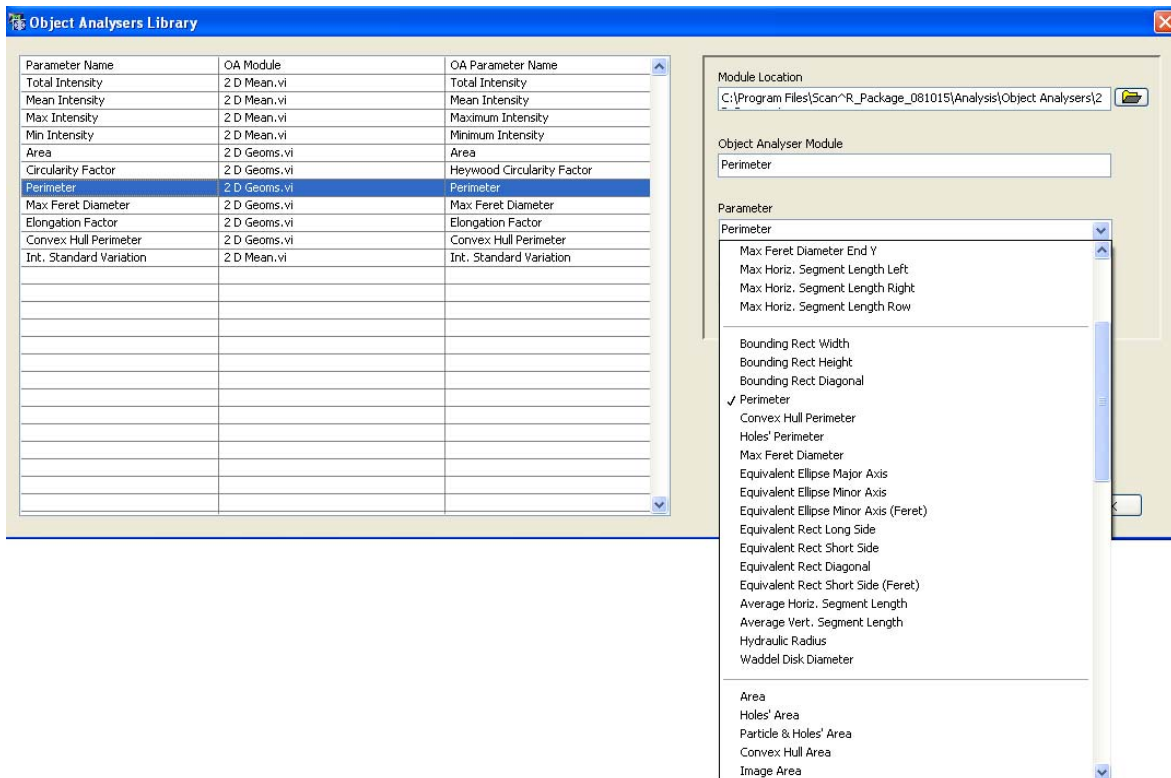 Object Analysers Library
Parameter Name OA Module OA Parameter Name
Total Intensity 2 D Mean.vi Total Intensity
Mean Intensity 2 D Mean.vi Mean Intensity
Max Intensity 2 D Mean.vi Maximum Intensity
Min Intensity 2 D Mean.vi Minimum Intensity
Area 2 D Geoms.vi Area
Circularity Factor 2 D Geoms.vi Heywood Circularity Factor
Perimeter 2 D Geoms.vi Perimeter
Max Feret Diameter 2 D Geoms.vi Max Feret Diameter
Elongation Factor 2 D Geoms.vi Elongation Factor
Convex Hull Perimeter 2 D Geoms.vi Convex Hull Perimeter
Int. Standard Variation 2 D Mean.vi Int. Standard Variation
Module Location
C:\Program Files\Scan^R_Package_081015\Analysis\Object Analysers\2
Object Analyser Module
Perimeter
Parameter
Perimeter
Max Feret Diameter End Y
Max Horiz. Segment Length Left
Max Horiz. Segment Length Right
Max Horiz. Segment Length Row
Bounding Rect Width
Bounding Rect Height
Bounding Rect Diagonal
✓ Perimeter
Convex Hull Perimeter
Holes' Perimeter
Max Feret Diameter
Equivalent Ellipse Major Axis
Equivalent Ellipse Minor Axis
Equivalent Ellipse Minor Axis (Feret)
Equivalent Rect Long Side
Equivalent Rect Short Side
Equivalent Rect Diagonal
Equivalent Rect Short Side (Feret)
Average Horiz. Segment Length
Average Vert. Segment Length
Hydraulic Radius
Waddel Disk Diameter
Area
Holes' Area
Particle & Holes' Area
Convex Hull Area
Image Area